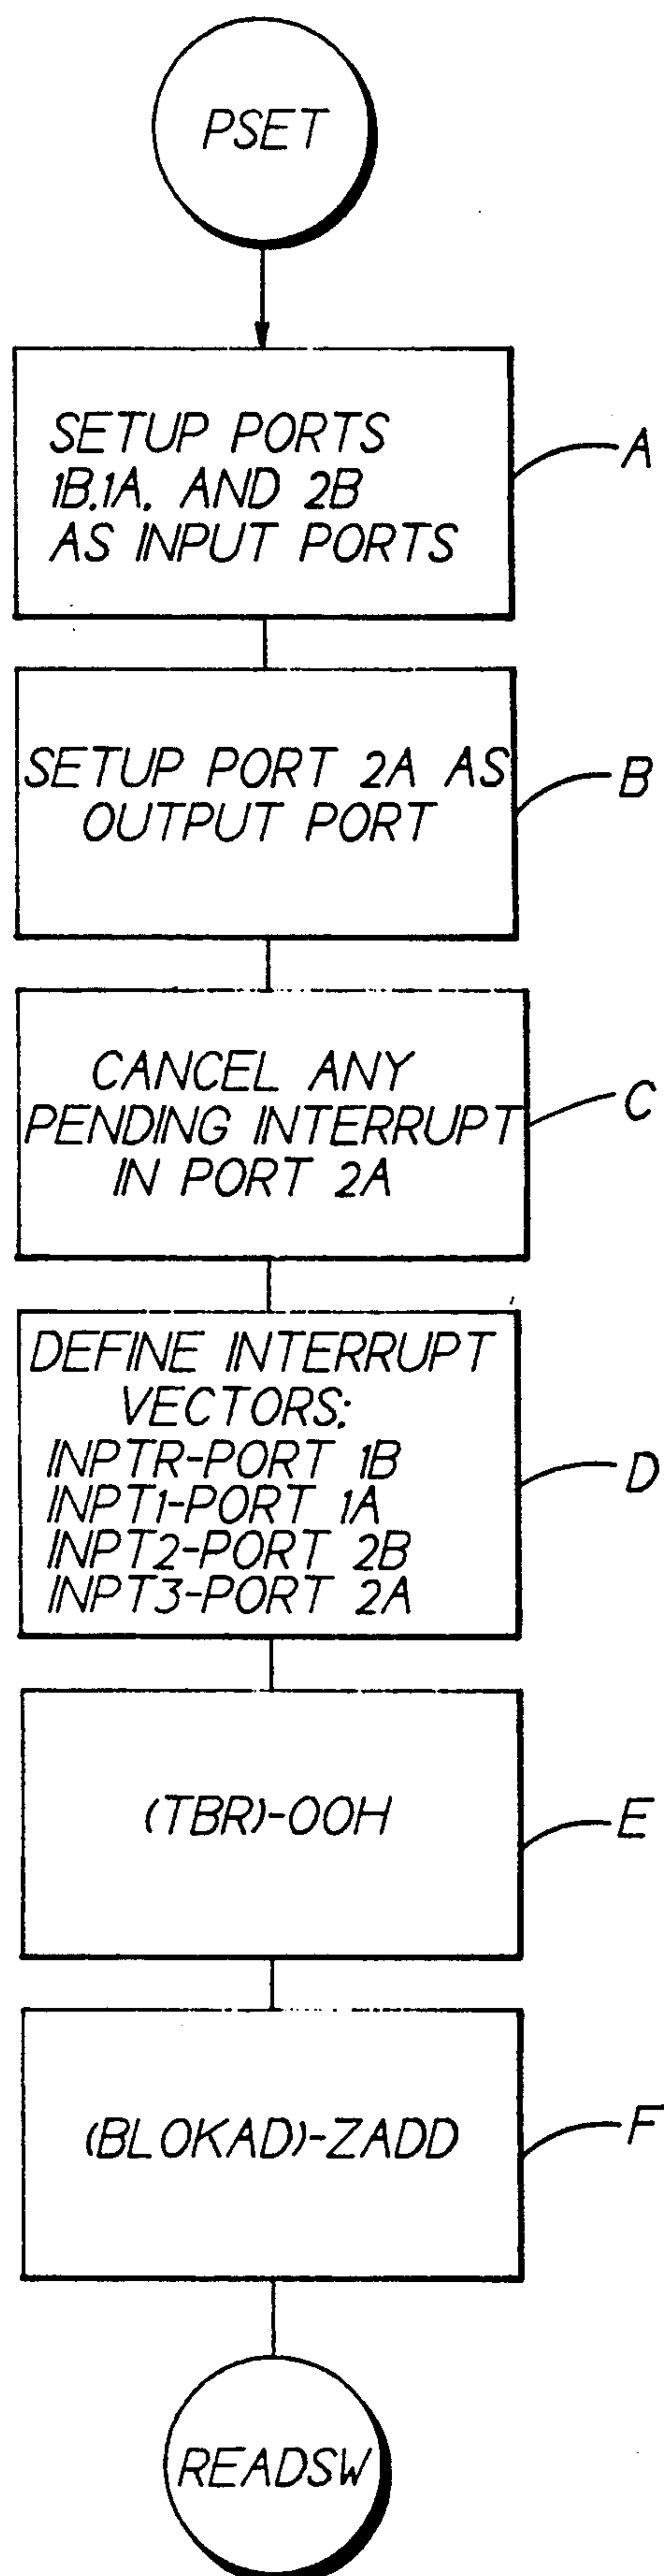 PSET
SETUP PORTS
1B,1A, AND 2B
AS INPUT PORTS
A
SETUP PORT 2A AS
OUTPUT PORT
B
CANCEL ANY
PENDING INTERRUPT
IN PORT 2A
C
DEFINE INTERRUPT
VECTORS:
INPTR-PORT 1B
INPT1-PORT 1A
INPT2-PORT 2B
INPT3-PORT 2A
D
(TBR)-OOH
E
(BLOKAD)-ZADD
F
READSW